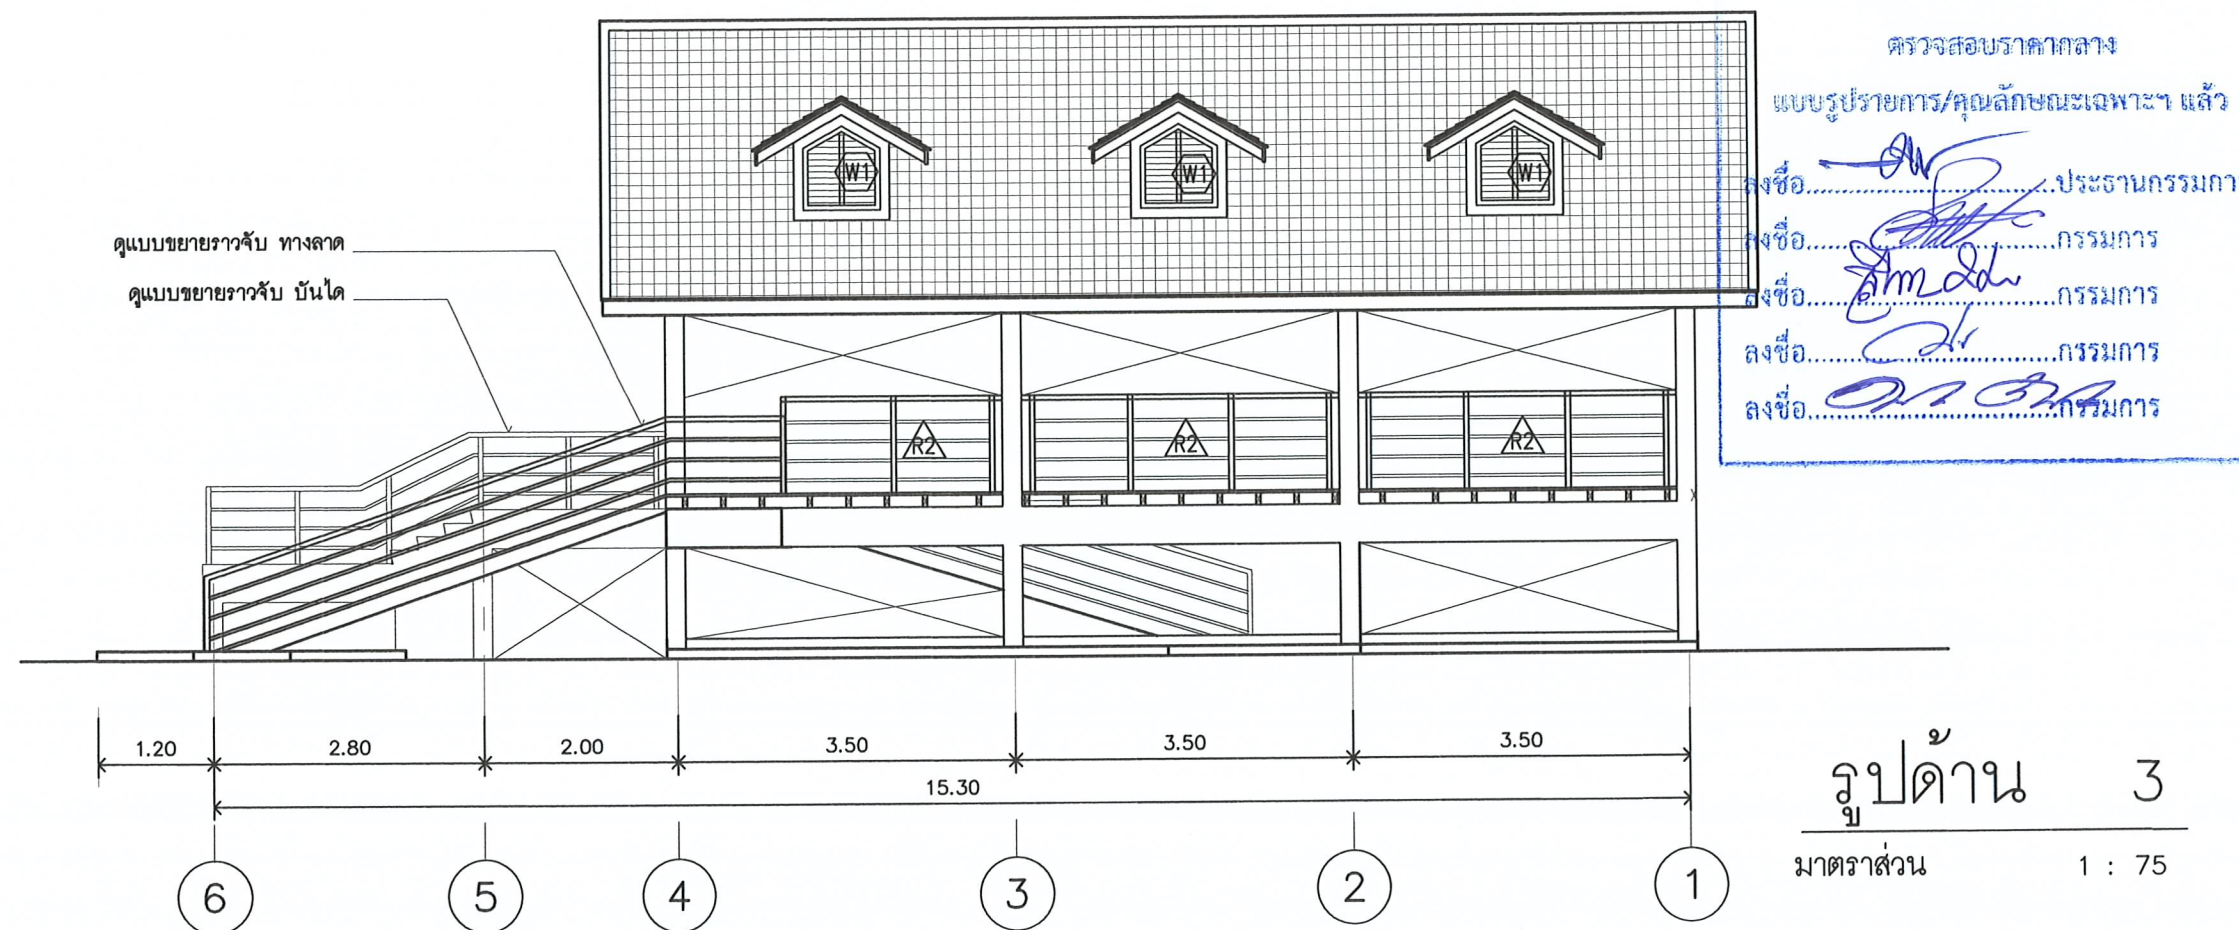 ตรวจสอบราคากลาง
แบบรูปรายการ/คุณลักษณะเฉพาะฯ แล้ว
ลงชื่อ..........ประธานกรรมกา
ลงชื่อ..........กรรมการ
ลงชื่อ..........กรรมการ
ลงชื่อ..........กรรมการ
ลงชื่อ..........กรรมการ
W1 W1 W1
ดูแบบขยายราวจับ ทางลาด
ดูแบบขยายราวจับ บันได
R2 R2 R2
1.20 2.80 2.00 3.50 3.50 3.50
15.30
6 5 4 3 2 1
รูปด้าน 3
มาตราส่วน 1 : 75